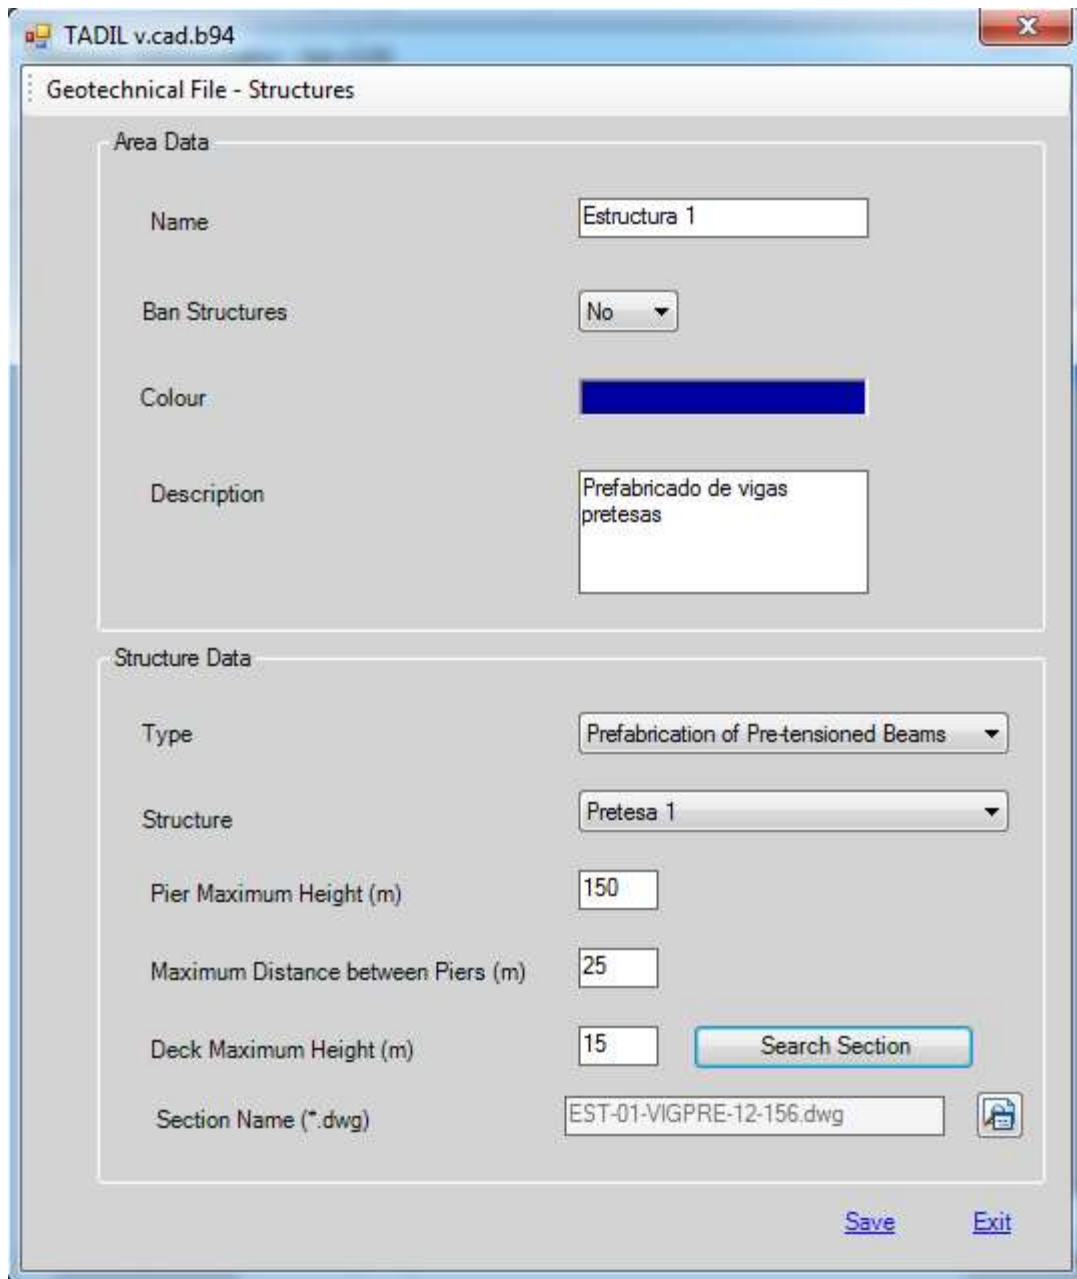 TADIL v.cad.b94
Geotechnical File - Structures
Area Data
Name
Estructura 1
Ban Structures
No
Colour
Description
Prefabricado de vigas
pretesas
Structure Data
Type
Prefabrication of Pre-tensioned Beams
Structure
Pretesa 1
Pier Maximum Height (m)
150
Maximum Distance between Piers (m)
25
Deck Maximum Height (m)
15
Search Section
Section Name (*.dwg)
EST-01-VIGPRE-12-156.dwg
Save
Exit